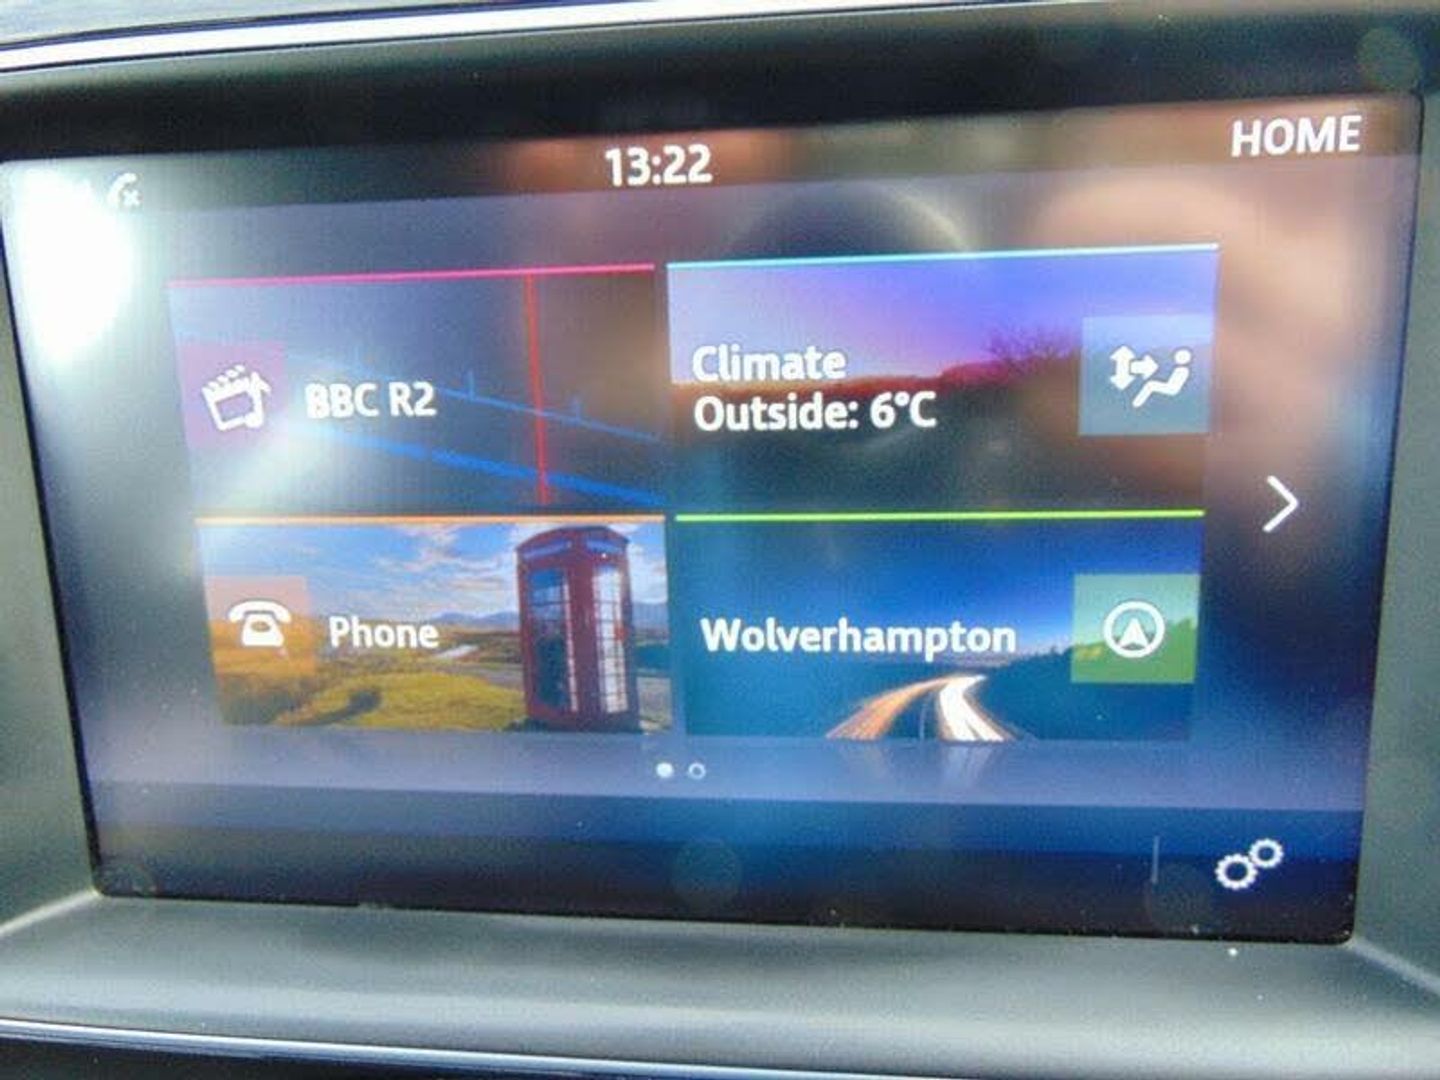 13:22
HOME
BBC R2
Climate
Outside: 6°C
Phone
Wolverhampton